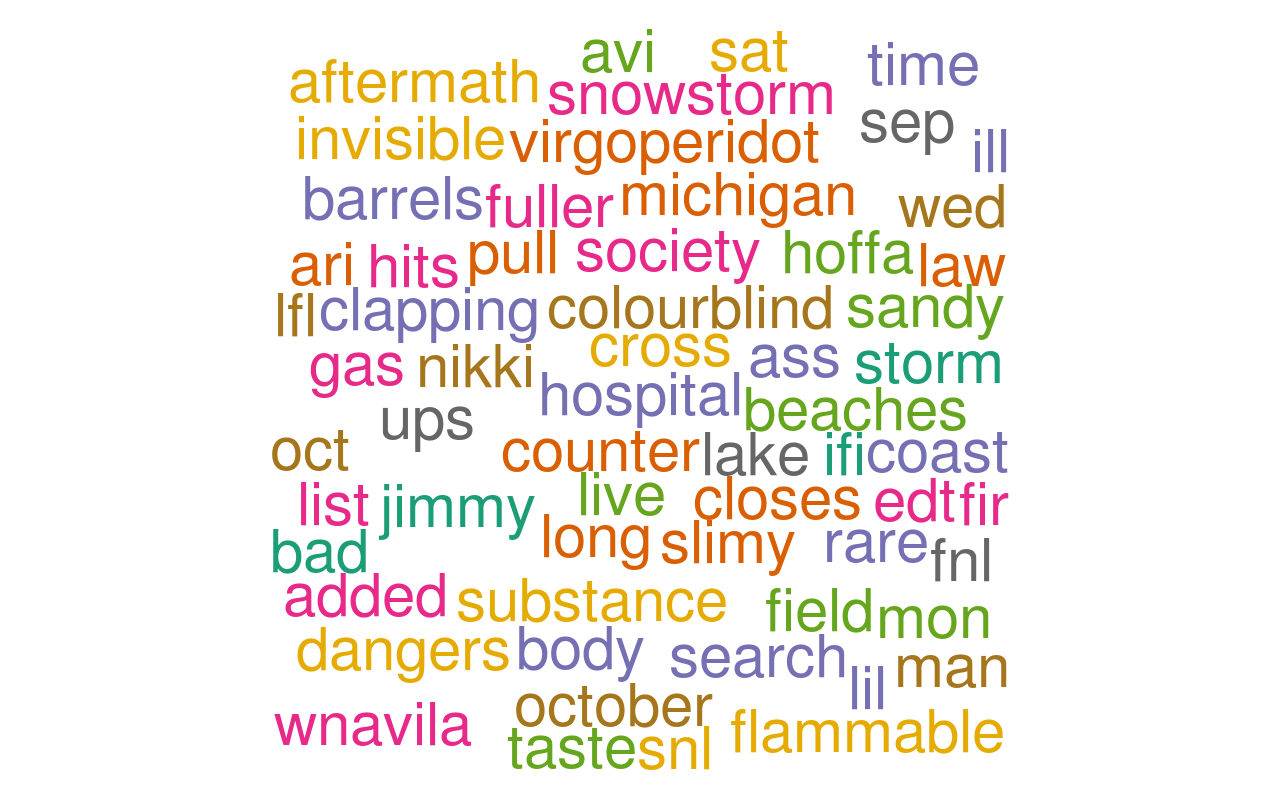 avi sat time
aftermath snowstorm
invisible virgoperidot sep ill
barrels fuller michigan wed
ari hits pull society hoffa law
lfl clapping colourblind sandy
gas nikki cross ass storm
ups hospital beaches
oct counter lake ifi coast
list jimmy live closes edt fir
bad long slimy rare fnl
added substance field mon
dangers body search lil man
wnavila october flammable
taste snl